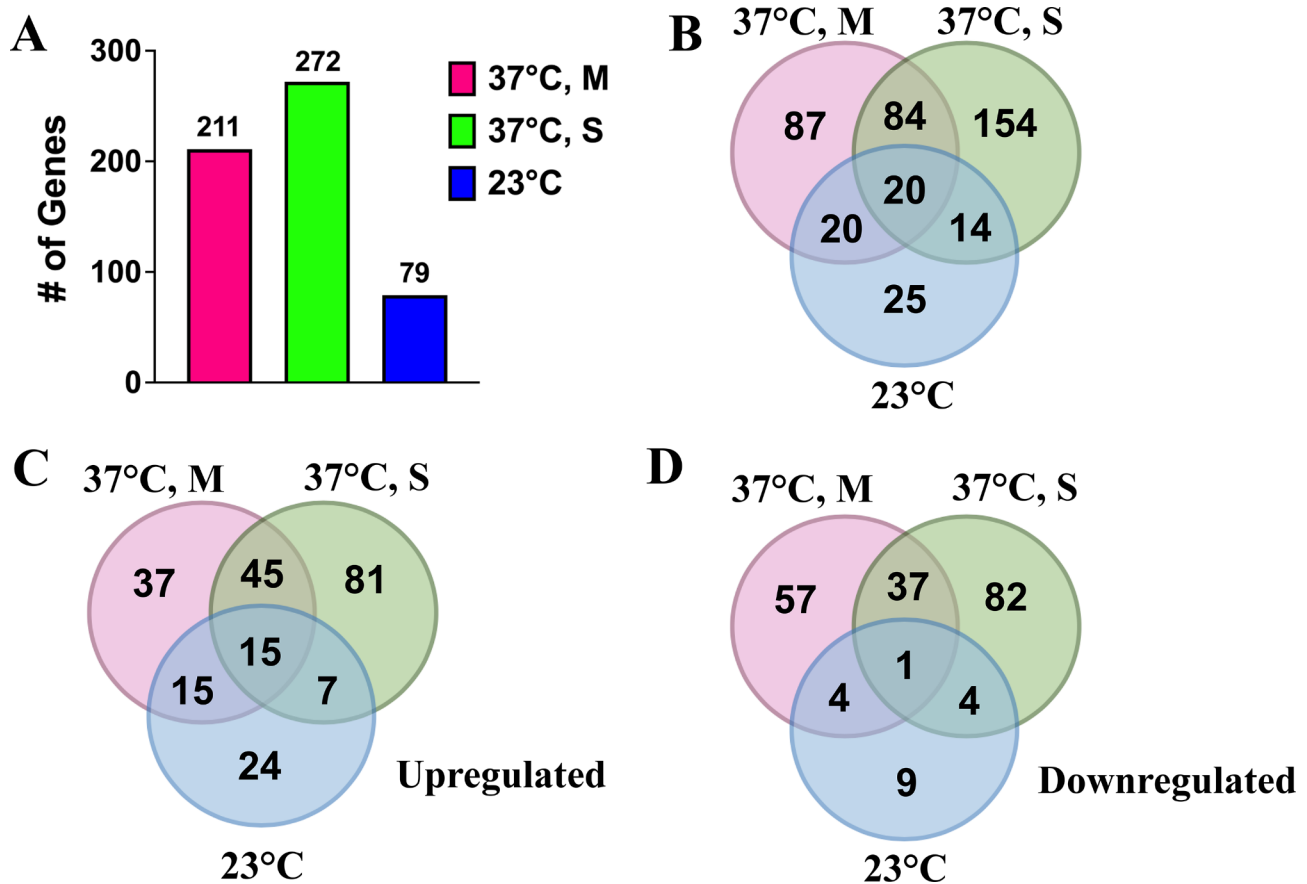 A
# of Genes
300
200
100
0
211
272
79
37°C, M
37°C, S
23°C
B
37°C, M
37°C, S
87
84
154
20
20
14
25
23°C
C
37°C, M
37°C, S
37
45
81
15
15
7
24
Upregulated
23°C
D
37°C, M
37°C, S
57
37
82
1
4
4
9
Downregulated
23°C